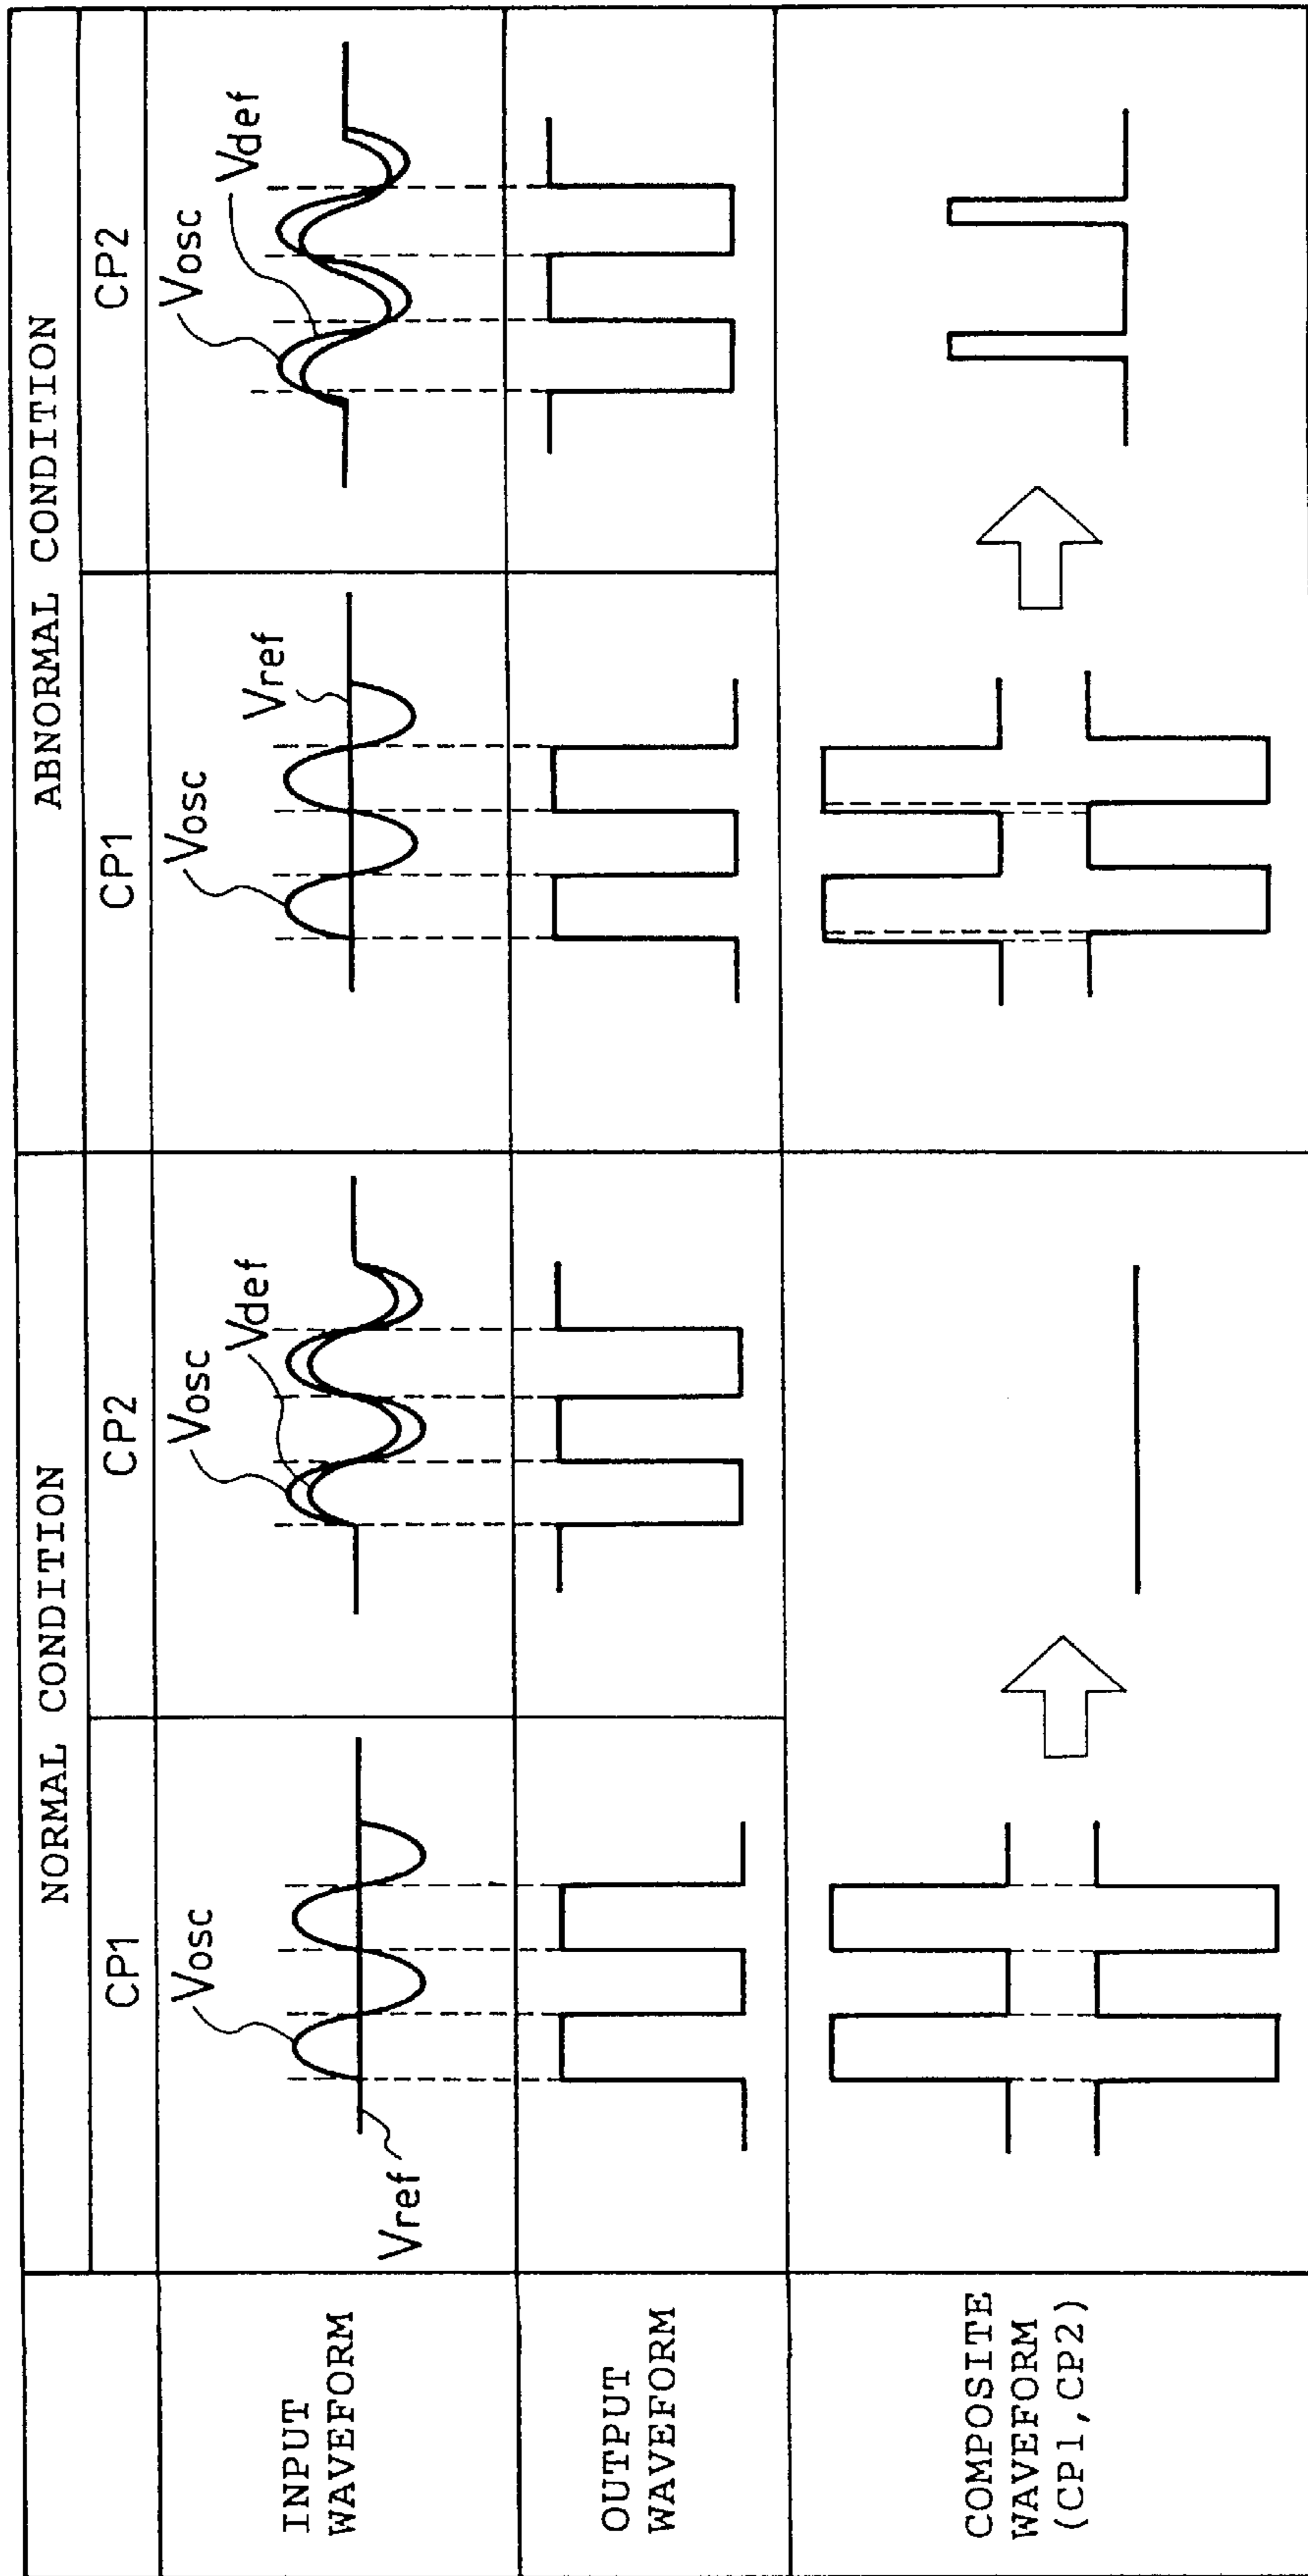 NORMAL CONDITION
ABNORMAL CONDITION
CP1
CP2
CP1
CP2
INPUT
WAVEFORM
Vosc
Vref
Vosc
Vdef
Vosc
Vref
Vosc
Vdef
OUTPUT
WAVEFORM
COMPOSITE
WAVEFORM
(CP1,CP2)